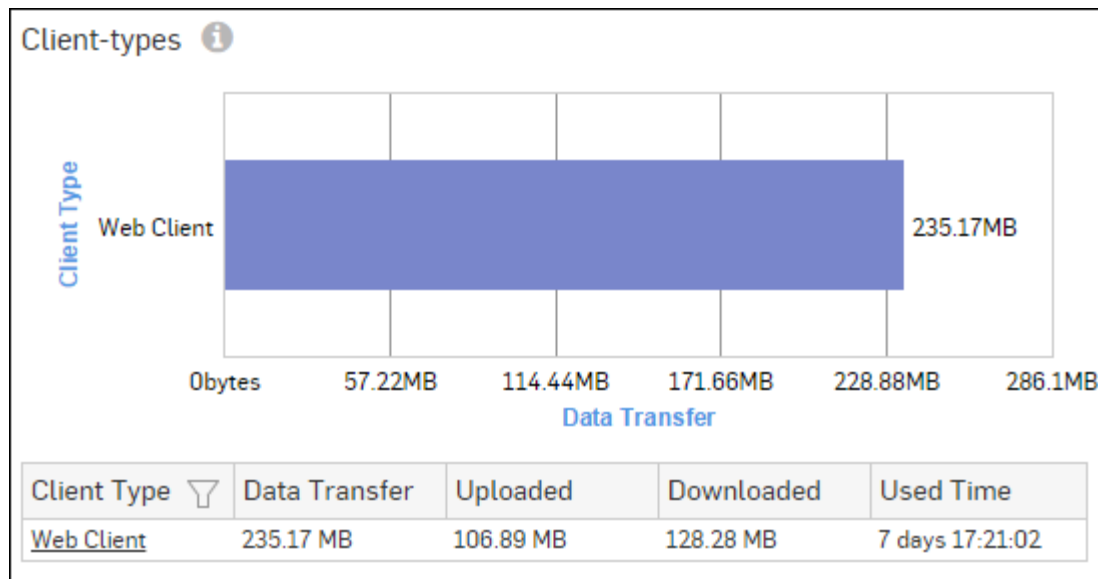 Client-types
Client Type
Web Client
235.17MB
0bytes 57.22MB 114.44MB 171.66MB 228.88MB 286.1MB
Data Transfer
Client Type Data Transfer Uploaded Downloaded Used Time
Web Client 235.17 MB 106.89 MB 128.28 MB 7 days 17:21:02